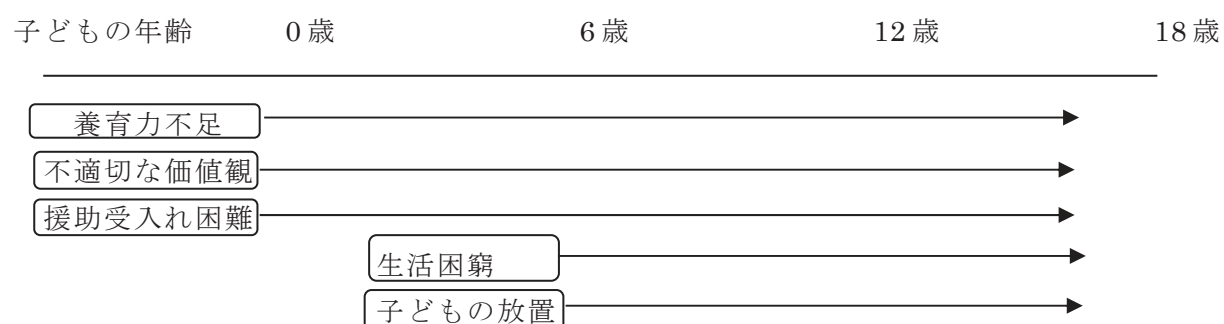 子どもの年齢 0歳 6歳 12歳 18歳
養育力不足
不適切な価値観
援助受入れ困難
生活困窮
子どもの放置